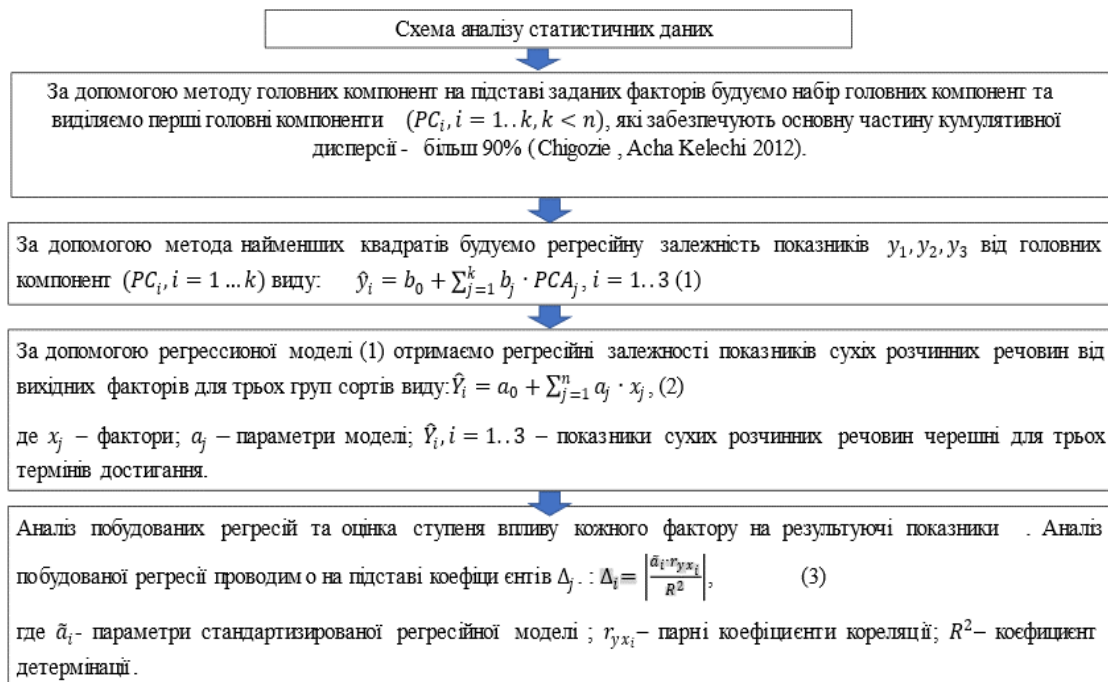 Схема аналізу статистичних даних
За допомогою методу головних компонент на підставі заданих факторів будуємо набір головних компонент та
виділяємо перші головні компоненти (PC_i, i = 1..k, k < n), які забезпечують основну частину кумулятивної
дисперсії - більш 90% ( Chigozie , Acha Kelechi 2012).
За допомогою метода найменших квадратів будуємо регресійну залежність показників y_1, y_2, y_3 від головних
компонент (PC_i, i = 1 … k) виду: ŷ_i = b_0 + ∑_{j=1}^{k} b_j · PCA_j, i = 1..3 (1)
За допомогою регрессионої моделі (1) отримаємо регресійні залежності показників сухіх розчинних речовин від
вихідних факторів для трьох груп сортів виду: Ŷ_i = a_0 + ∑_{j=1}^{n} a_j · x_j, (2)
де x_j – фактори; a_j – параметри моделі; Ŷ_i, i = 1..3 – показники сухих розчинних речовин черешні для трьох
термінів достигання.
Аналіз побудованих регресій та оцінка ступеня впливу кожного фактору на результуючі показники . Аналіз
побудованої регресії проводим о на підставі коефіци єнтів Δ_j . : Δ_i = |ã_i·r_{yx_i} / R^2|, (3)
где ã_i- параметри стандартизированої регресійної моделі ; r_{yx_i}– парні коефіцієнти кореляції; R^2– коєфициєнт
детермінації.